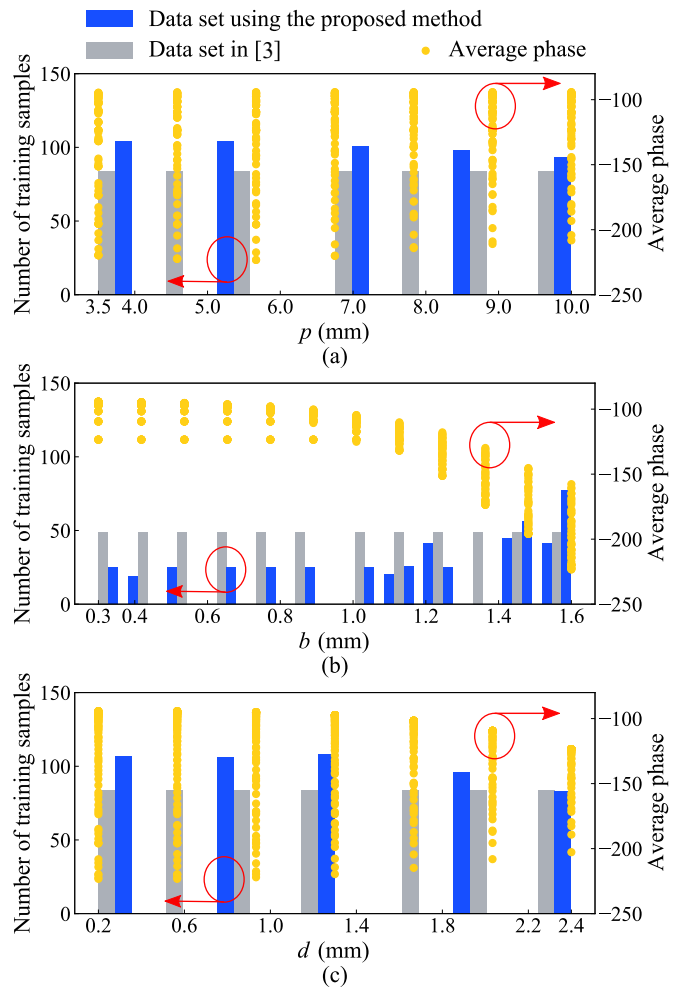 Data set using the proposed method
Data set in [3]
Average phase
150
100
50
0
−100
−150
−200
−250
Number of training samples
Average phase
3.5 4.0 5.0 6.0 7.0 8.0 9.0 10.0
p (mm)
(a)
150
100
50
0
−100
−150
−200
−250
Number of training samples
Average phase
0.3 0.4 0.6 0.8 1.0 1.2 1.4 1.6
b (mm)
(b)
150
100
50
0
−100
−150
−200
−250
Number of training samples
Average phase
0.2 0.6 1.0 1.4 1.8 2.2 2.4
d (mm)
(c)